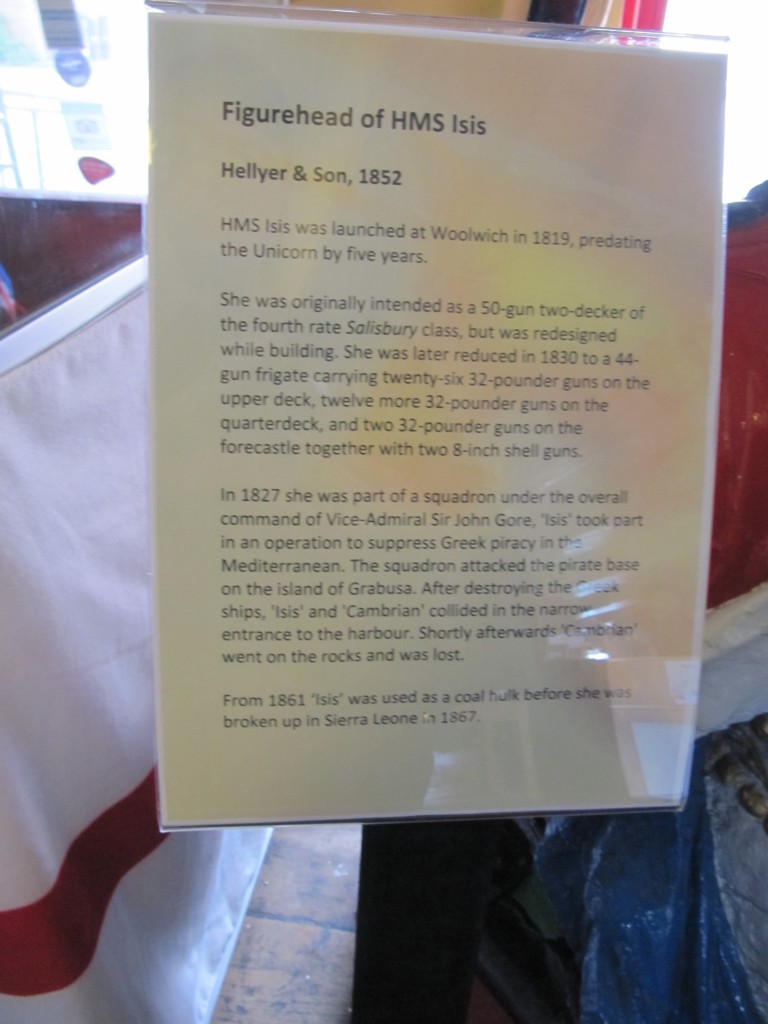 Figurehead of HMS Isis
Hellyer & Son, 1852
HMS Isis was launched at Woolwich in 1819, predating
the Unicorn by five years.
She was originally intended as a 50-gun two-decker of
the fourth rate Salisbury class, but was redesigned
while building. She was later reduced in 1830 to a 44-
gun frigate carrying twenty-six 32-pounder guns on the
upper deck, twelve more 32-pounder guns on the
quarterdeck, and two 32-pounder guns on the
forecastle together with two 8-inch shell guns.
In 1827 she was part of a squadron under the overall
command of Vice-Admiral Sir John Gore, 'Isis' took part
in an operation to suppress Greek piracy in the
Mediterranean. The squadron attacked the pirate base
on the island of Grabusa. After destroying the Greek
ships, 'Isis' and 'Cambrian' collided in the narrow
entrance to the harbour. Shortly afterwards 'Cambrian'
went on the rocks and was lost.
From 1861 'Isis' was used as a coal hulk before she was
broken up in Sierra Leone in 1867.